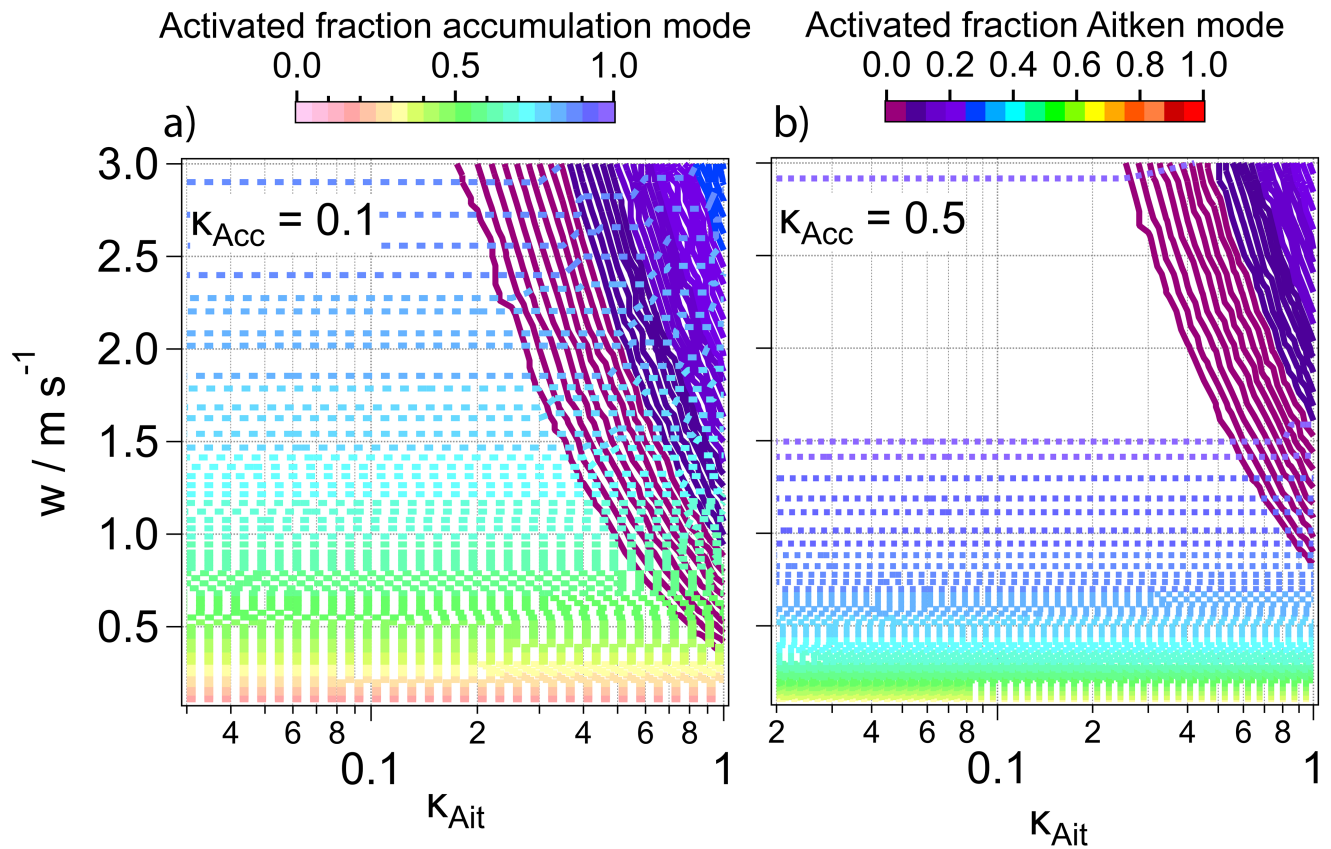 Activated fraction accumulation mode
0.0 0.5 1.0
Activated fraction Aitken mode
0.0 0.2 0.4 0.6 0.8 1.0
a)
b)
3.0
2.5
2.0
1.5
1.0
0.5
w / m s⁻¹
κAcc = 0.1
κAcc = 0.5
4 6 8 2 4 6 8
0.1 1
κAit
2 4 6 8 2 4 6 8
0.1 1
κAit